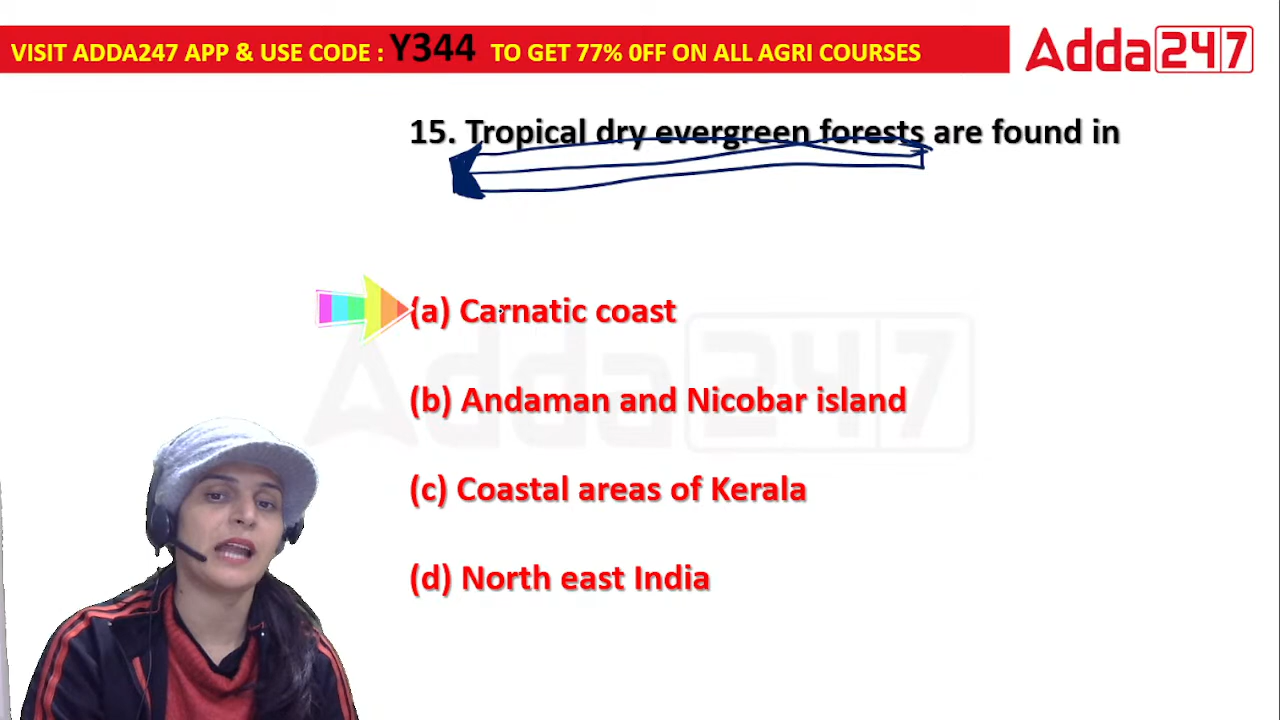 VISIT ADDA247 APP & USE CODE : Y344 TO GET 77% 0FF ON ALL AGRI COURSES
Adda247
15. Tropical dry evergreen forests are found in
(a) Carnatic coast
(b) Andaman and Nicobar island
(c) Coastal areas of Kerala
(d) North east India
Adda247